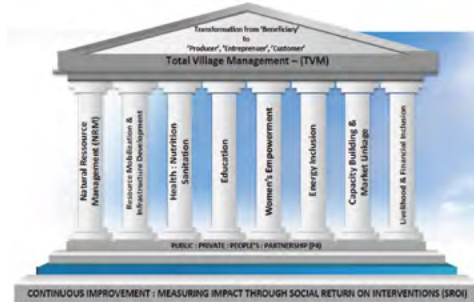 Transformation from 'Beneficiary'
to
'Producer', 'Entreprenuer', 'Customer'
Total Village Management – (TVM)
Natural Ressource
Management (NRM)
Resource Mobilization &
Infrastructure Development
Health : Nutrition
Sanitation
Education
Women's Empowerment
Energy Inclusion
Capacity Building &
Market Linkage
Livelihood & Financial Inclusion
PUBLIC : PRIVATE : PEOPLE'S : PARTNERSHIP (P4)
CONTINUOUS IMPROVEMENT : MEASURING IMPACT THROUGH SOCIAL RETURN ON INTERVENTIONS (SROI)